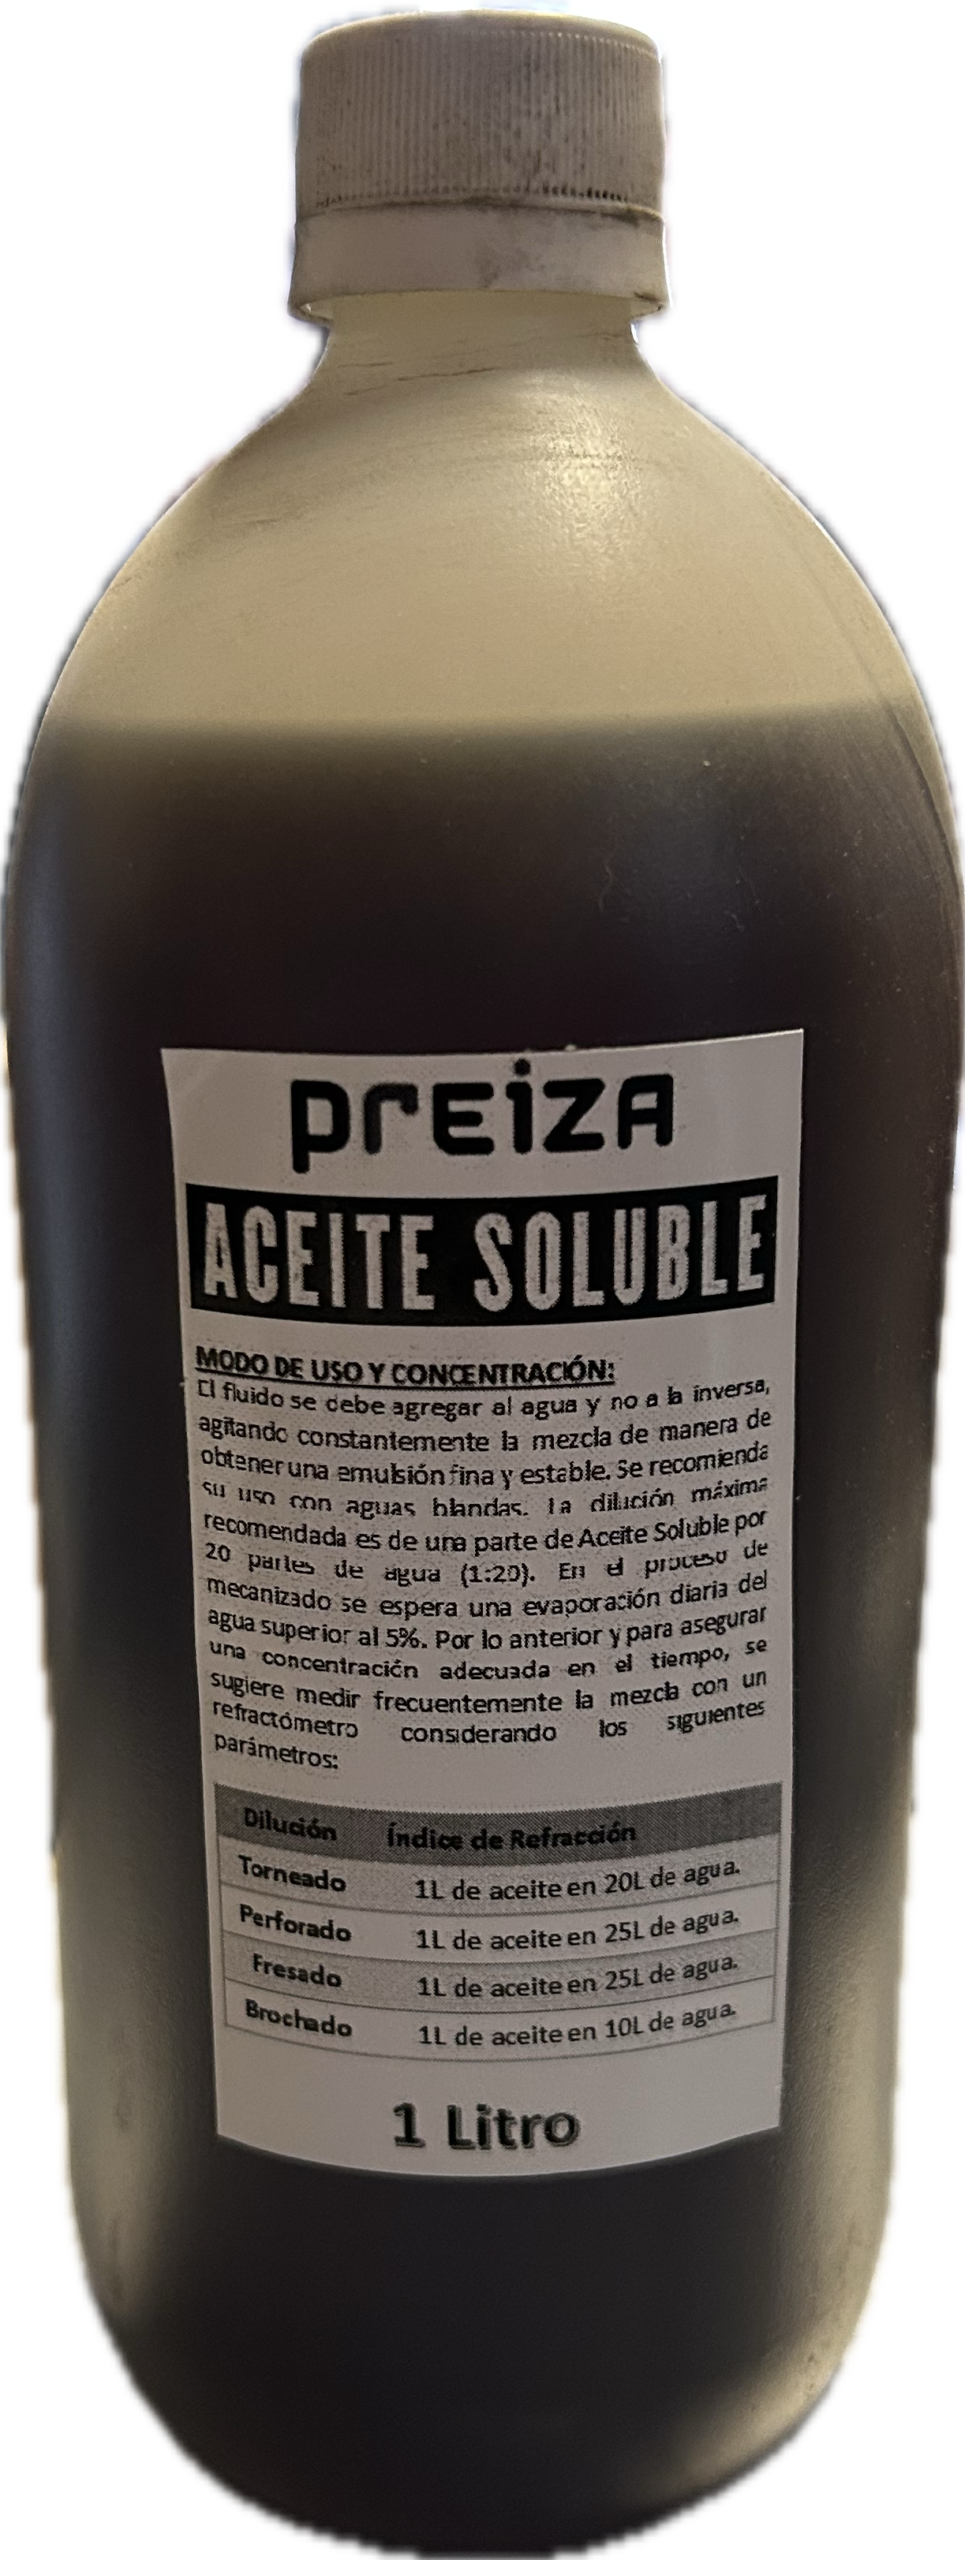 PREIZA
ACEITE SOLUBLE
MODO DE USO Y CONCENTRACIÓN:
El fluido se debe agregar al agua y no a la inversa,
agitando constantemente la mezcla de manera de
obtener una emulsión fina y estable. Se recomienda
su uso con aguas blandas. La dilución máxima
recomendada es de una parte de Aceite Soluble por
20 partes de agua (1:20). En el proceso de
mecanizado se espera una evaporación diaria del
agua superior al 5%. Por lo anterior y para asegurar
una concentración adecuada en el tiempo, se
sugiere medir frecuentemente la mezcla con un
refractómetro considerando los siguientes
parámetros:
Dilución Índice de Refracción
Torneado 1L de aceite en 20L de agua.
Perforado 1L de aceite en 25L de agua.
Fresado 1L de aceite en 25L de agua.
Brochado 1L de aceite en 10L de agua.
1 Litro